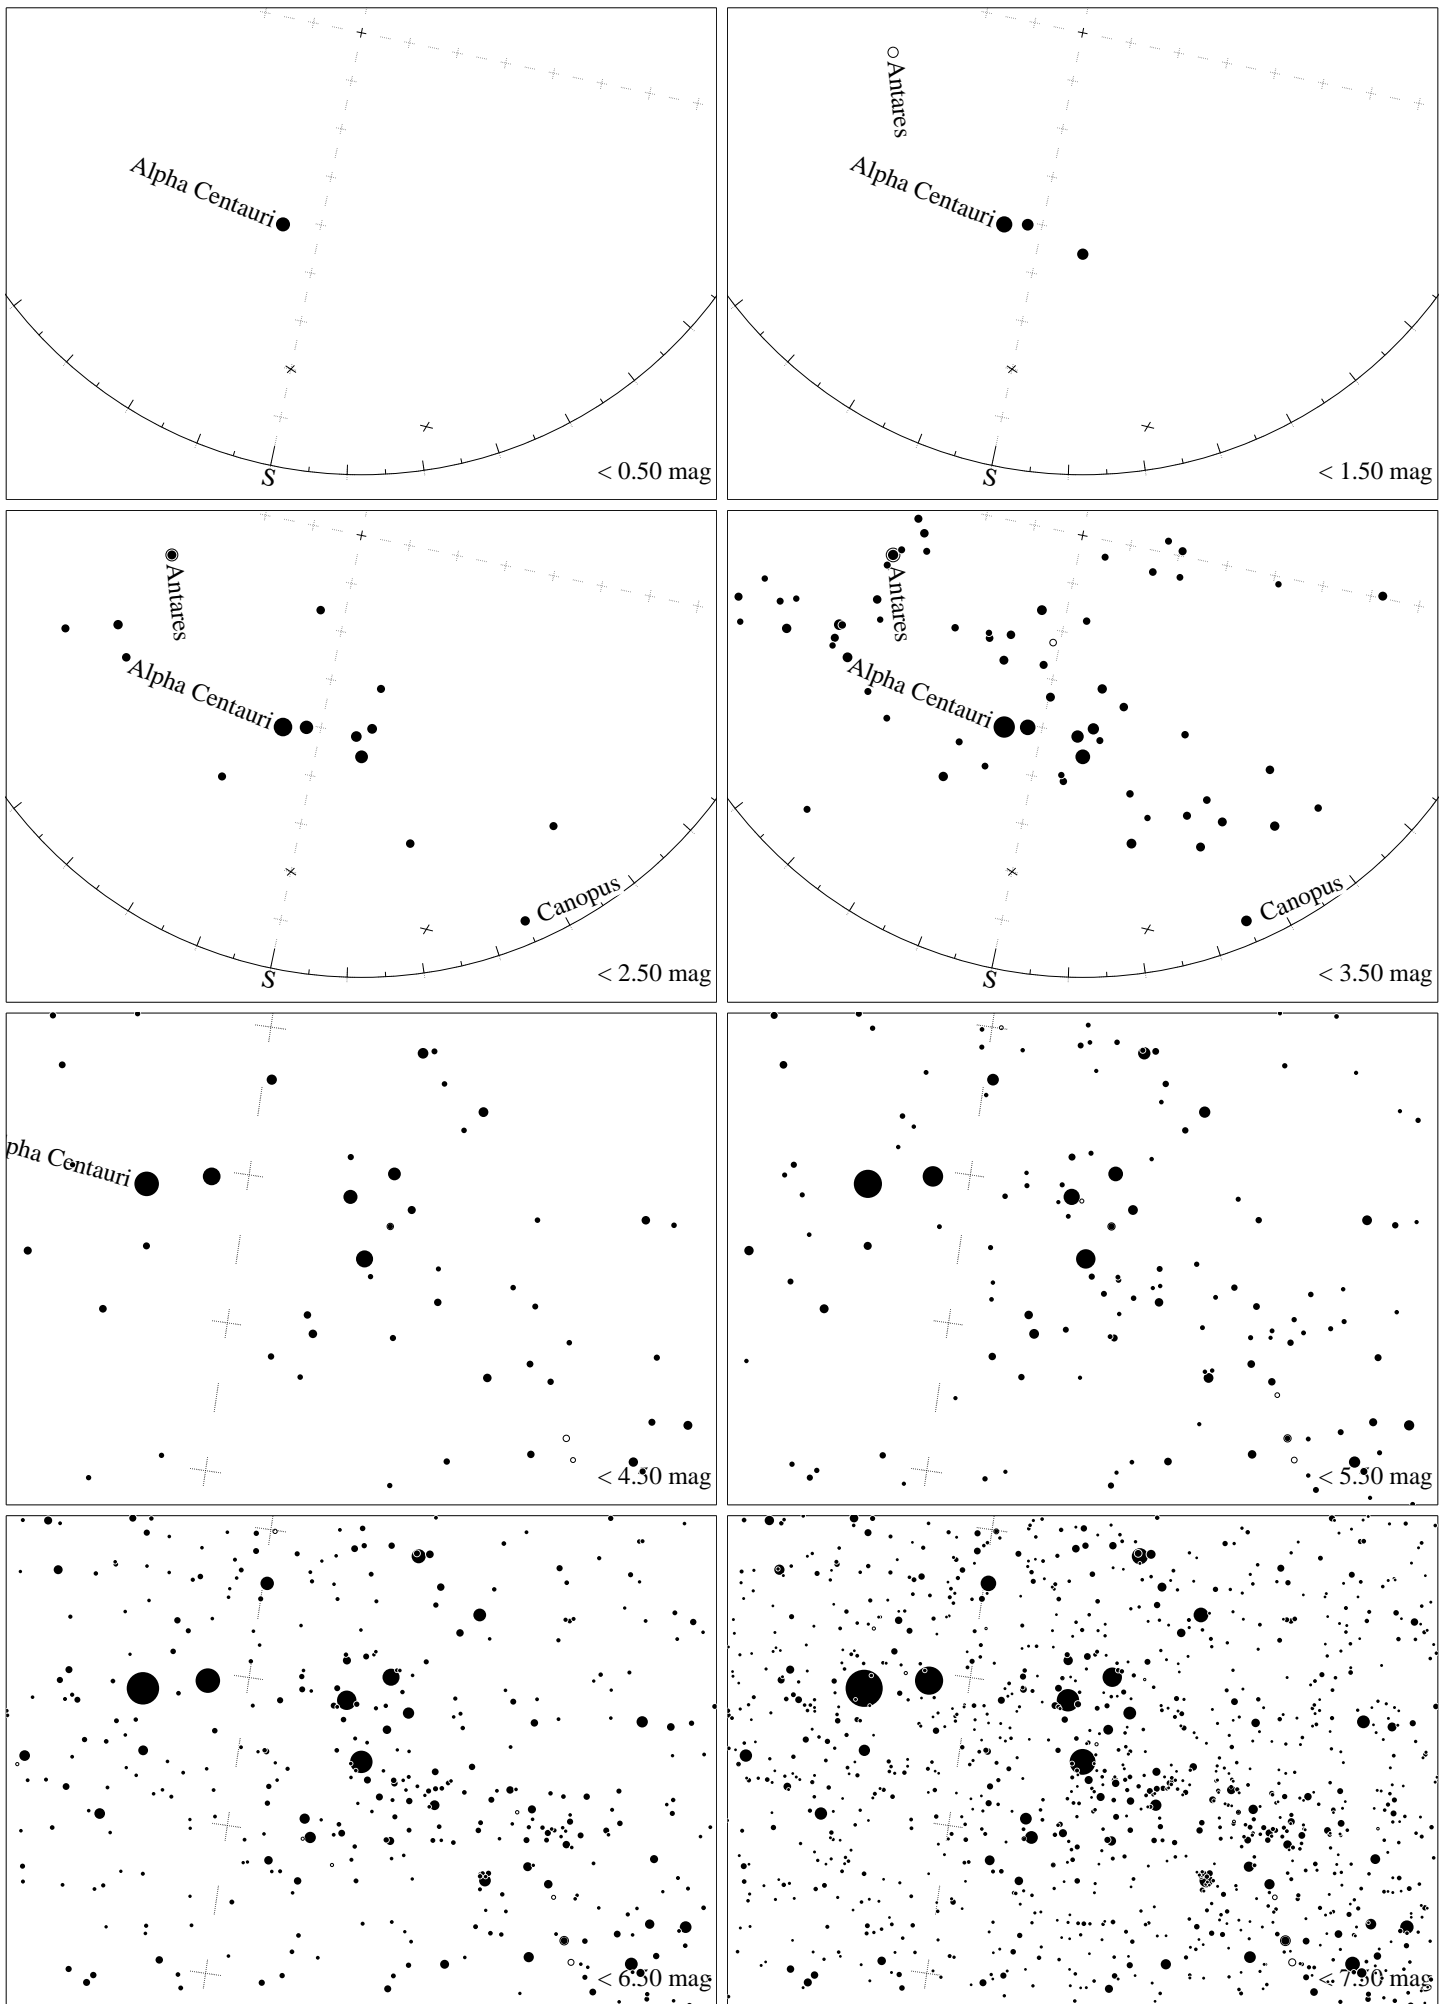 Alpha Centauri
S
< 0.50 mag
Antares
Alpha Centauri
S
< 1.50 mag
Antares
Alpha Centauri
Canopus
S
< 2.50 mag
Antares
Alpha Centauri
Canopus
S
< 3.50 mag
pha Centauri
< 4.50 mag
< 5.50 mag
< 6.50 mag
< 7.50 mag